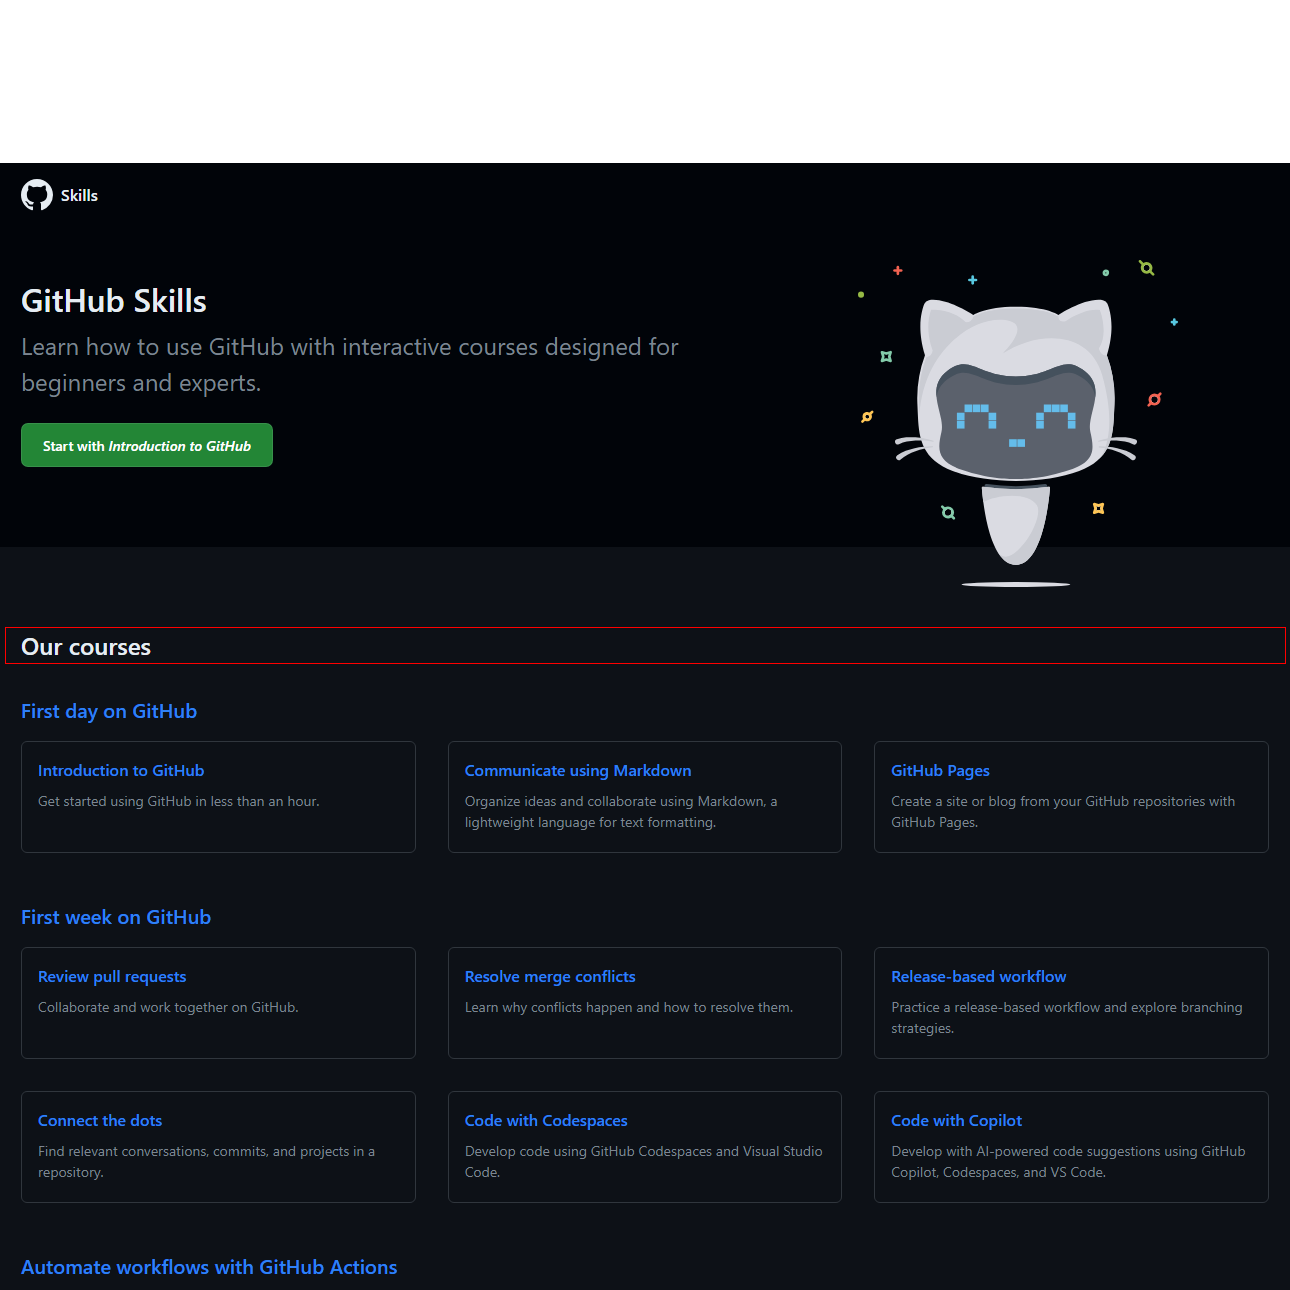 Skills
GitHub Skills
Learn how to use GitHub with interactive courses designed for
beginners and experts.
Start with Introduction to GitHub
Our courses
First day on GitHub
Introduction to GitHub
Get started using GitHub in less than an hour.
Communicate using Markdown
Organize ideas and collaborate using Markdown, a
lightweight language for text formatting.
GitHub Pages
Create a site or blog from your GitHub repositories with
GitHub Pages.
First week on GitHub
Review pull requests
Collaborate and work together on GitHub.
Resolve merge conflicts
Learn why conflicts happen and how to resolve them.
Release-based workflow
Practice a release-based workflow and explore branching
strategies.
Connect the dots
Find relevant conversations, commits, and projects in a
repository.
Code with Codespaces
Develop code using GitHub Codespaces and Visual Studio
Code.
Code with Copilot
Develop with AI-powered code suggestions using GitHub
Copilot, Codespaces, and VS Code.
Automate workflows with GitHub Actions